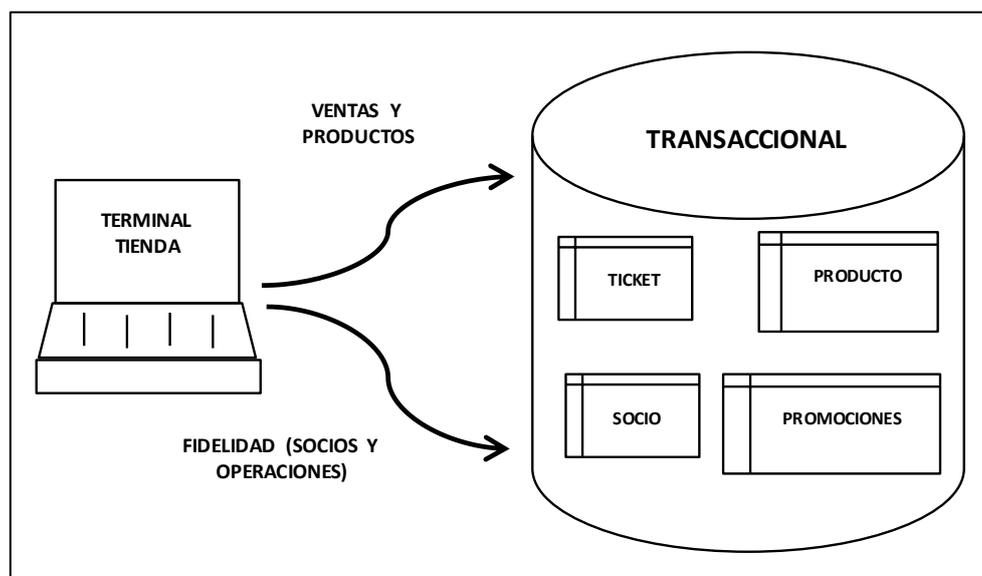 VENTAS Y
PRODUCTOS
TRANSACCIONAL
TERMINAL
TIENDA
TICKET
PRODUCTO
SOCIO
PROMOCIONES
FIDELIDAD (SOCIOS Y
OPERACIONES)